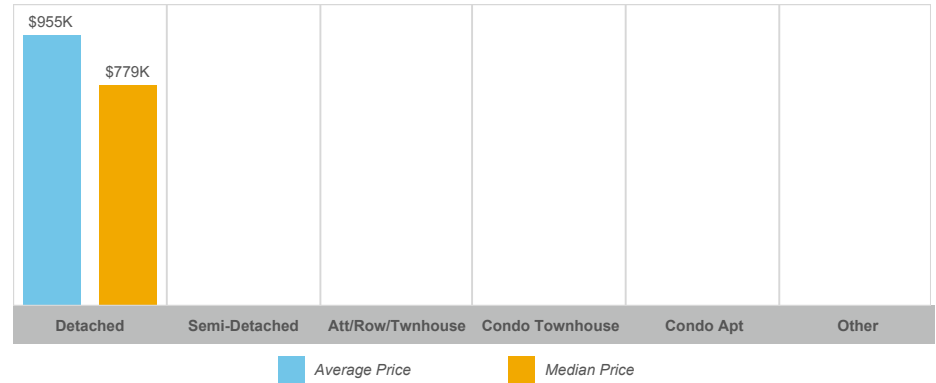 $955K
$779K
Detached
Semi-Detached
Att/Row/Twnhouse
Condo Townhouse
Condo Apt
Other
Average Price
Median Price